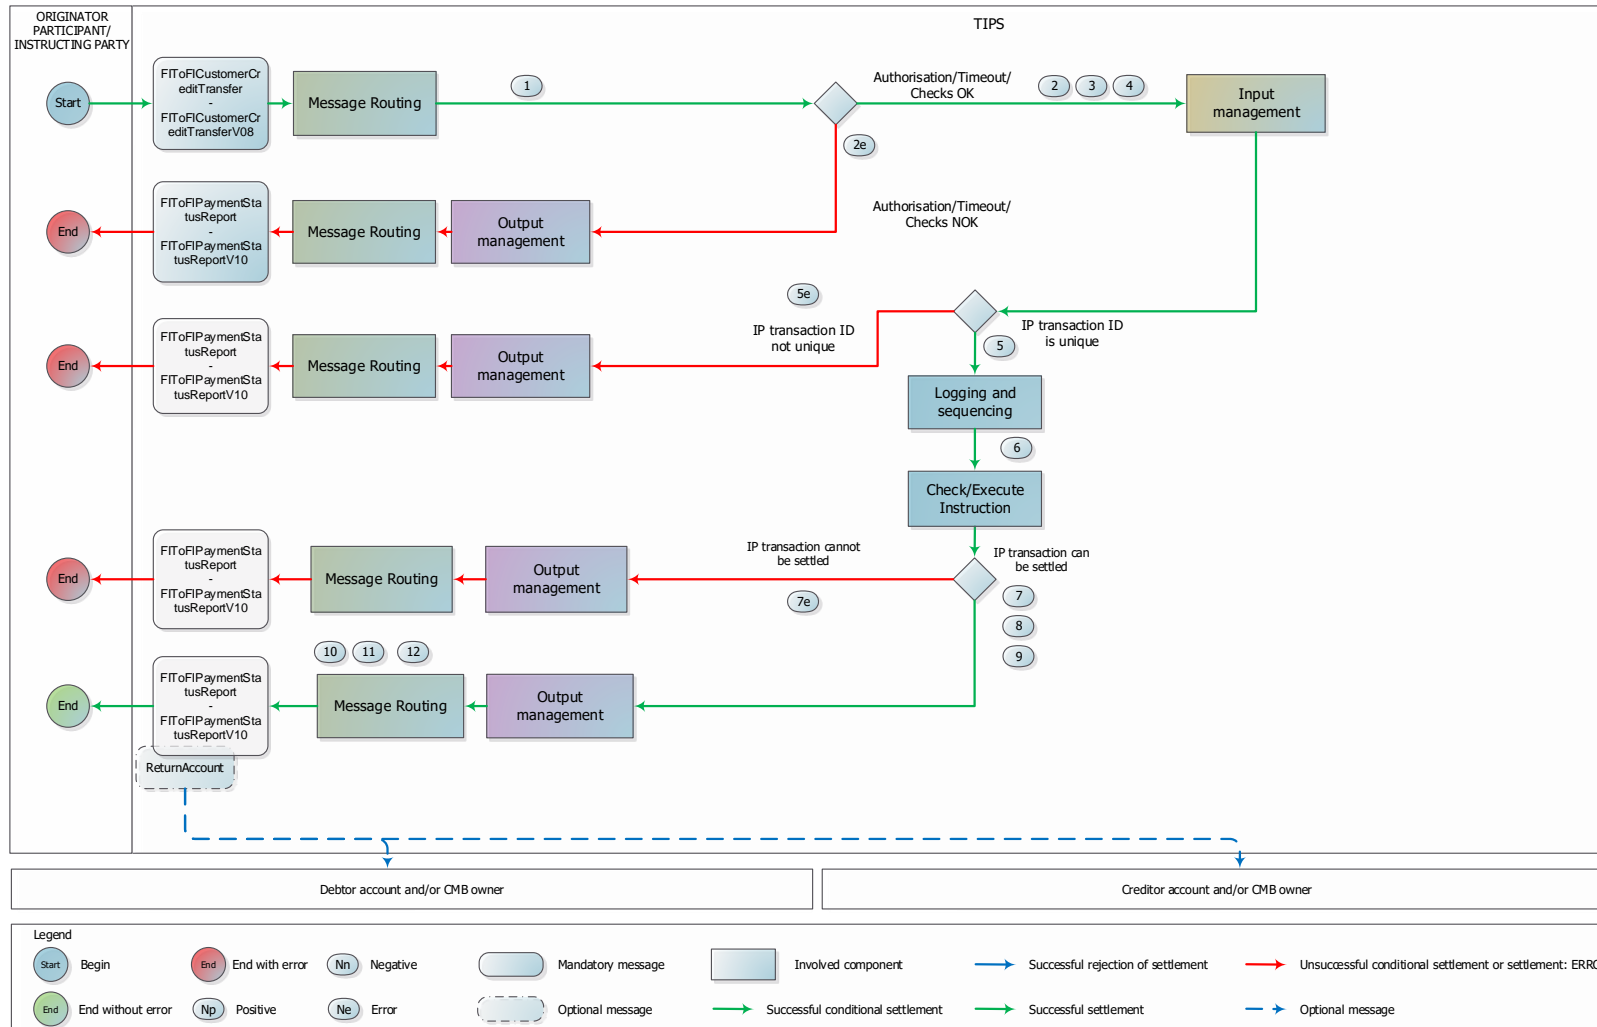 ORIGINATOR
PARTICIPANT/
INSTRUCTING PARTY
TIPS
Start
FIToFICustomerCr
editTransfer
-
FIToFICustomerCr
editTransferV08
Message Routing
1
Authorisation/Timeout/
Checks OK
2
3
4
Input
management
2e
Authorisation/Timeout/
Checks NOK
End
FIToFIPaymentSta
tusReport
-
FIToFIPaymentSta
tusReportV10
Message Routing
Output
management
5e
IP transaction ID
not unique
IP transaction ID
is unique
5
End
FIToFIPaymentSta
tusReport
-
FIToFIPaymentSta
tusReportV10
Message Routing
Output
management
Logging and
sequencing
6
Check/Execute
Instruction
IP transaction cannot
be settled
IP transaction can
be settled
7e
7
8
9
End
FIToFIPaymentSta
tusReport
-
FIToFIPaymentSta
tusReportV10
Message Routing
Output
management
10
11
12
End
FIToFIPaymentSta
tusReport
-
FIToFIPaymentSta
tusReportV10
Message Routing
Output
management
ReturnAccount
Debtor account and/or CMB owner
Creditor account and/or CMB owner
Legend
Start
Begin
End
End with error
Nn
Negative
Mandatory message
Involved component
Successful rejection of settlement
Unsuccessful conditional settlement or settlement: ERRO
End
End without error
Np
Positive
Ne
Error
Optional message
Successful conditional settlement
Successful settlement
Optional message